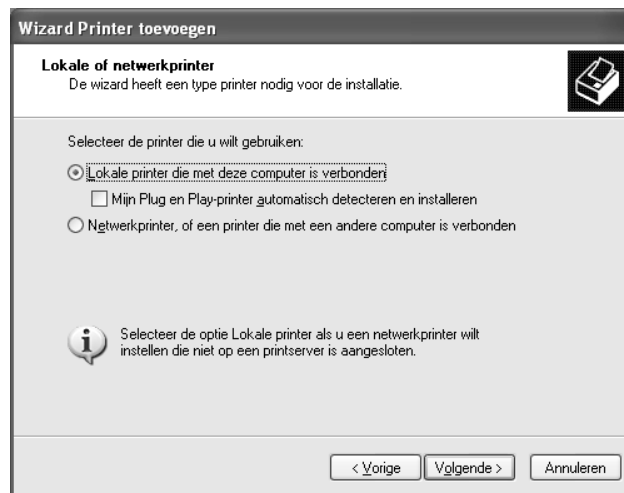 Wizard Printer toevoegen
Lokale of netwerkprinter
De wizard heeft een type printer nodig voor de installatie.
Selecteer de printer die u wilt gebruiken:
Lokale printer die met deze computer is verbonden
Mijn Plug en Play-printer automatisch detecteren en installeren
Netwerkprinter, of een printer die met een andere computer is verbonden
Selecteer de optie Lokale printer als u een netwerkprinter wilt
instellen die niet op een printserver is aangesloten.
< Vorige
Volgende >
Annuleren